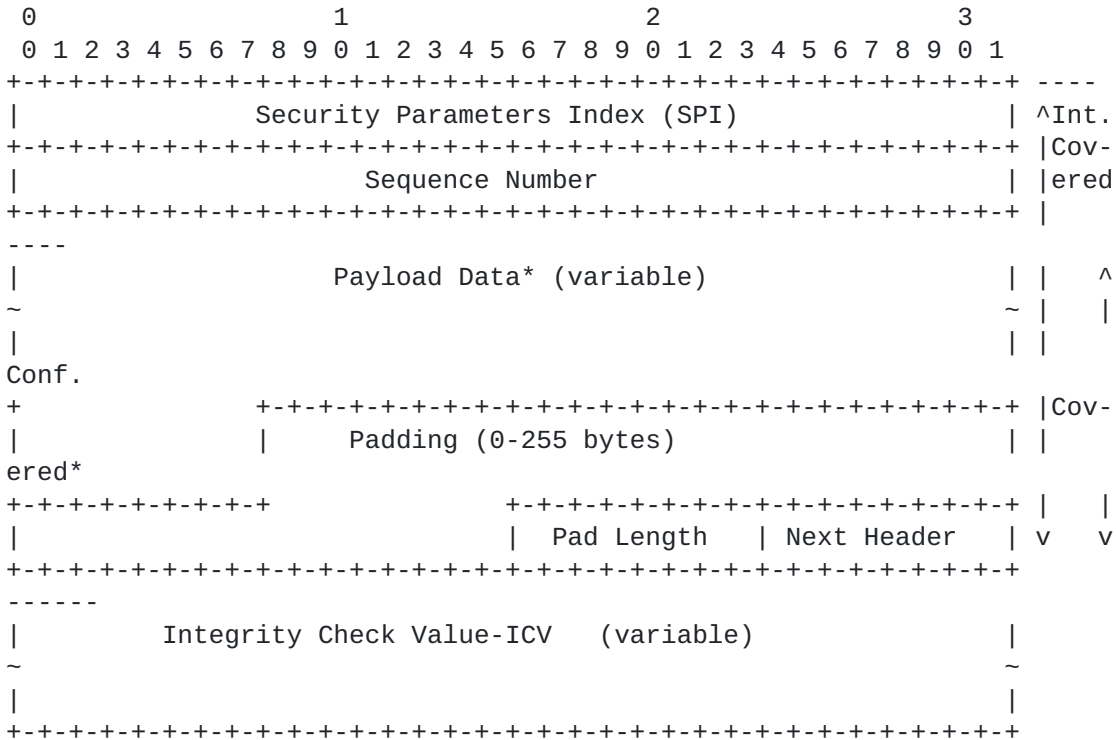 0                   1                   2                   3
 0 1 2 3 4 5 6 7 8 9 0 1 2 3 4 5 6 7 8 9 0 1 2 3 4 5 6 7 8 9 0 1
+-+-+-+-+-+-+-+-+-+-+-+-+-+-+-+-+-+-+-+-+-+-+-+-+-+-+-+-+-+-+-+-+ ----
|               Security Parameters Index (SPI)                 | ^Int.
+-+-+-+-+-+-+-+-+-+-+-+-+-+-+-+-+-+-+-+-+-+-+-+-+-+-+-+-+-+-+-+-+ |Cov-
|                      Sequence Number                          | |ered
+-+-+-+-+-+-+-+-+-+-+-+-+-+-+-+-+-+-+-+-+-+-+-+-+-+-+-+-+-+-+-+-+ |
----
|                    Payload Data* (variable)                   | |   ^
~                                                               ~ |   |
|                                                               | |
Conf.
+               +-+-+-+-+-+-+-+-+-+-+-+-+-+-+-+-+-+-+-+-+-+-+-+-+ |Cov-
|               |     Padding (0-255 bytes)                     | |
ered*
+-+-+-+-+-+-+-+-+               +-+-+-+-+-+-+-+-+-+-+-+-+-+-+-+-+ |   |
|                               |  Pad Length   | Next Header   | v   v
+-+-+-+-+-+-+-+-+-+-+-+-+-+-+-+-+-+-+-+-+-+-+-+-+-+-+-+-+-+-+-+-+
------
|         Integrity Check Value-ICV   (variable)                |
~                                                               ~
|                                                               |
+-+-+-+-+-+-+-+-+-+-+-+-+-+-+-+-+-+-+-+-+-+-+-+-+-+-+-+-+-+-+-+-+